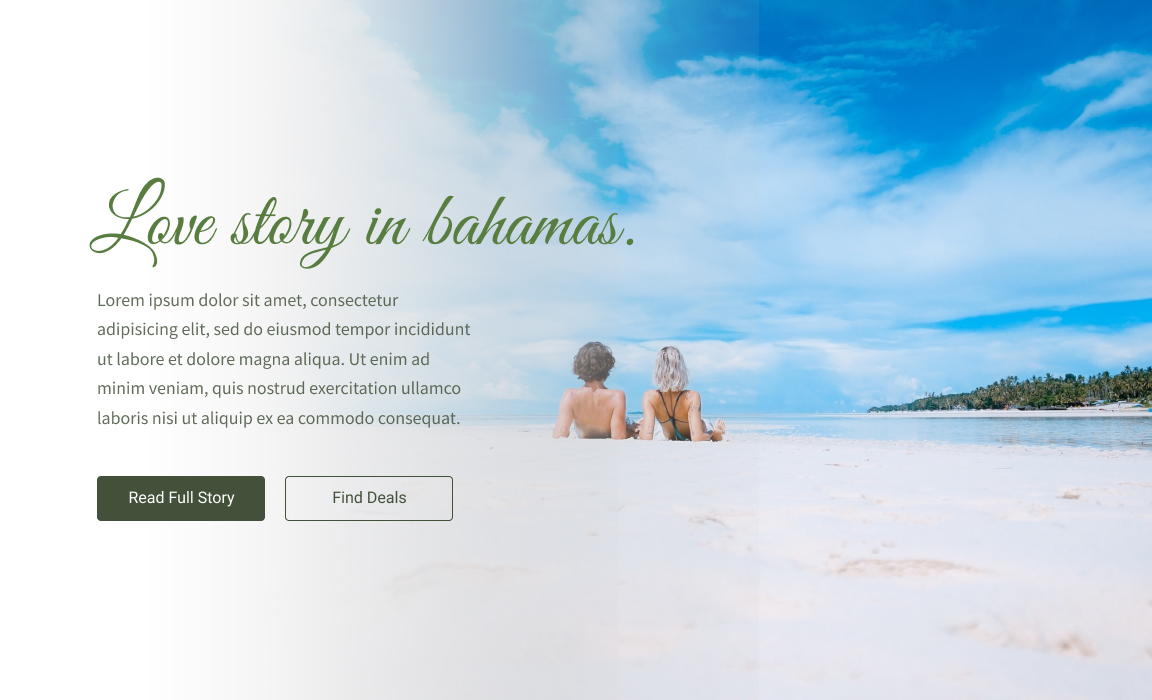 Love story in bahamas.
Lorem ipsum dolor sit amet, consectetur
adipisicing elit, sed do eiusmod tempor incididunt
ut labore et dolore magna aliqua. Ut enim ad
minim veniam, quis nostrud exercitation ullamco
laboris nisi ut aliquip ex ea commodo consequat.
Read Full Story
Find Deals